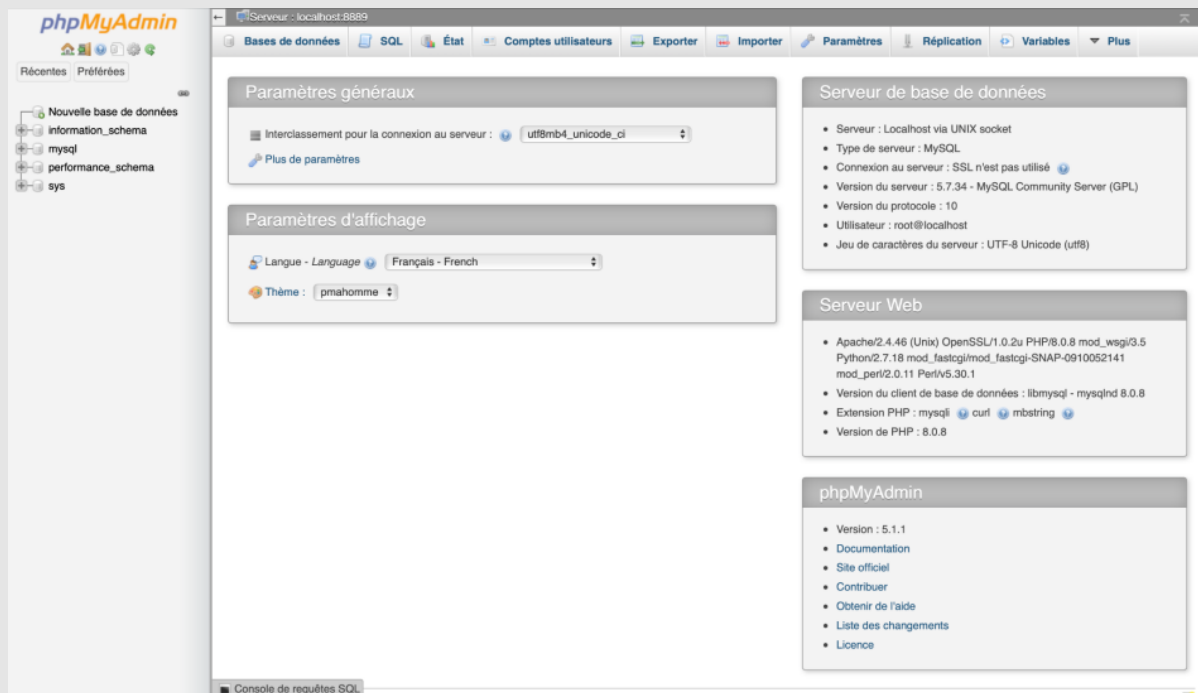 phpMyAdmin
Récentes Préférées
Nouvelle base de données
information_schema
mysql
performance_schema
sys
Serveur : localhost:8889
Bases de données SQL État Comptes utilisateurs Exporter Importer Paramètres Réplication Variables Plus
Paramètres généraux
Interclassement pour la connexion au serveur : utf8mb4_unicode_ci
Plus de paramètres
Paramètres d'affichage
Langue - Language Français - French
Thème : pmahomme
Serveur de base de données
Serveur : Localhost via UNIX socket
Type de serveur : MySQL
Connexion au serveur : SSL n'est pas utilisé
Version du serveur : 5.7.34 - MySQL Community Server (GPL)
Version du protocole : 10
Utilisateur : root@localhost
Jeu de caractères du serveur : UTF-8 Unicode (utf8)
Serveur Web
Apache/2.4.46 (Unix) OpenSSL/1.0.2u PHP/8.0.8 mod_wsgi/3.5
Python/2.7.18 mod_fastcgi/mod_fastcgi-SNAP-0910052141
mod_perl/2.0.11 Perl/v5.30.1
Version du client de base de données : libmysql - mysqlnd 8.0.8
Extension PHP : mysqli curl mbstring
Version de PHP : 8.0.8
phpMyAdmin
Version : 5.1.1
Documentation
Site officiel
Contribuer
Obtenir de l'aide
Liste des changements
Licence
Console de requêtes SQL